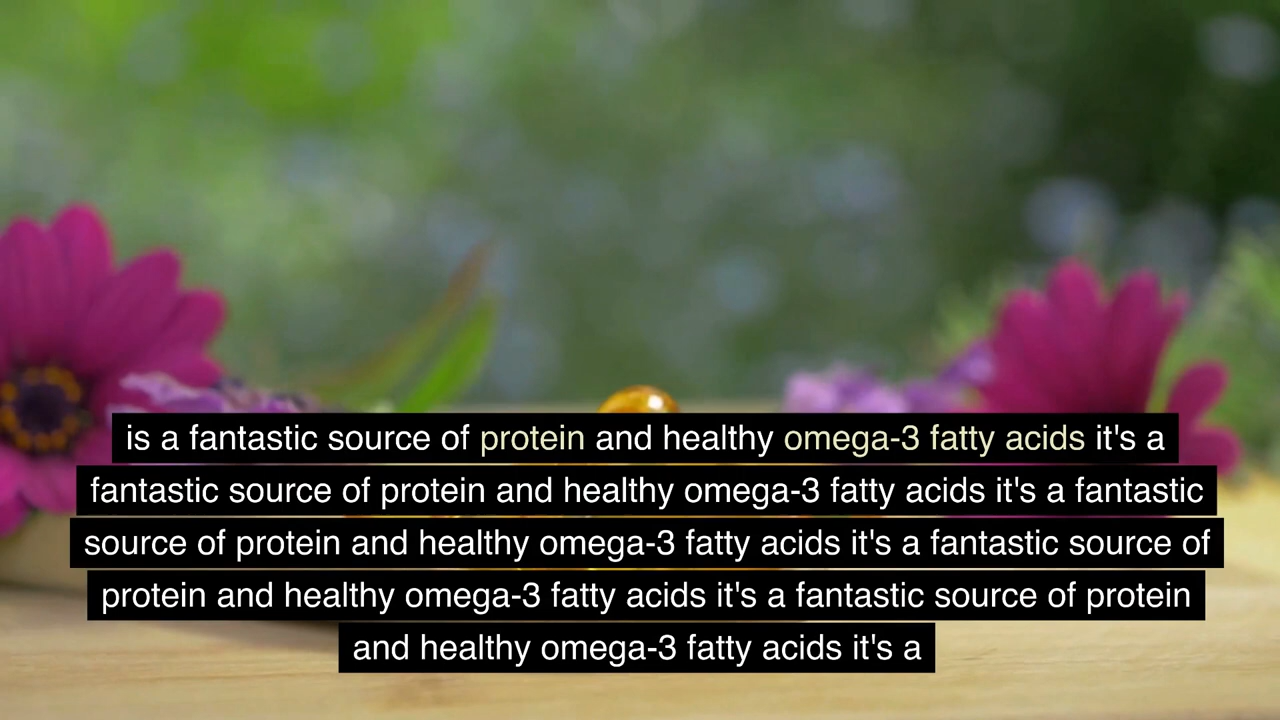 is a fantastic source of protein and healthy omega-3 fatty acids it's a
fantastic source of protein and healthy omega-3 fatty acids it's a fantastic
source of protein and healthy omega-3 fatty acids it's a fantastic source of
protein and healthy omega-3 fatty acids it's a fantastic source of protein
and healthy omega-3 fatty acids it's a